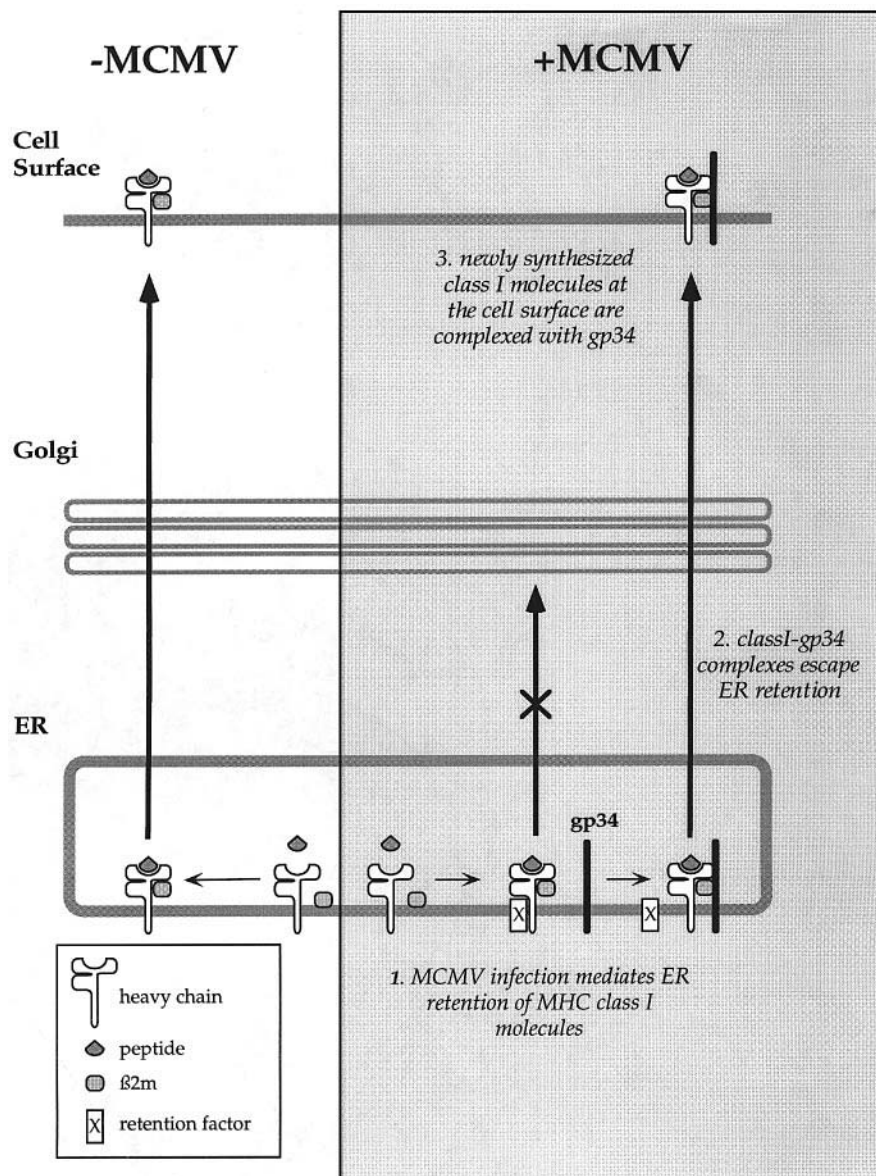 -MCMV
+MCMV
Cell
Surface
3. newly synthesized
class I molecules at
the cell surface are
complexed with gp34
Golgi
2. classI-gp34
complexes escape
ER retention
ER
gp34
X
X
1. MCMV infection mediates ER
retention of MHC class I
molecules
heavy chain
peptide
ß2m
X retention factor